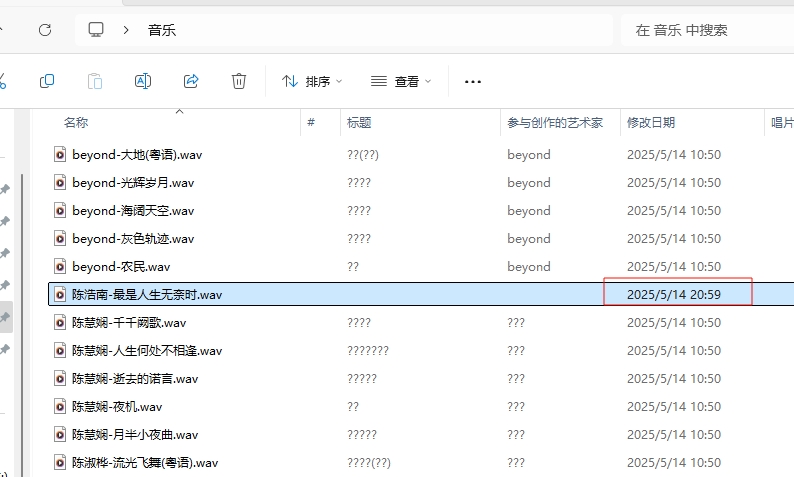 音乐
在 音乐 中搜索
排序
查看
名称 # 标题 参与创作的艺术家 修改日期 唱片
beyond-大地(粤语).wav ??(??) beyond 2025/5/14 10:50
beyond-光辉岁月.wav ???? beyond 2025/5/14 10:50
beyond-海阔天空.wav ???? beyond 2025/5/14 10:50
beyond-灰色轨迹.wav ???? beyond 2025/5/14 10:50
beyond-农民.wav ?? beyond 2025/5/14 10:50
陈浩南-最是人生无奈时.wav 2025/5/14 20:59
陈慧娴-千千阙歌.wav ???? ??? 2025/5/14 10:50
陈慧娴-人生何处不相逢.wav ??????? ??? 2025/5/14 10:50
陈慧娴-逝去的诺言.wav ????? ??? 2025/5/14 10:50
陈慧娴-夜机.wav ?? ??? 2025/5/14 10:50
陈慧娴-月半小夜曲.wav ????? ??? 2025/5/14 10:50
陈淑桦-流光飞舞(粤语).wav ????(??) ??? 2025/5/14 10:50